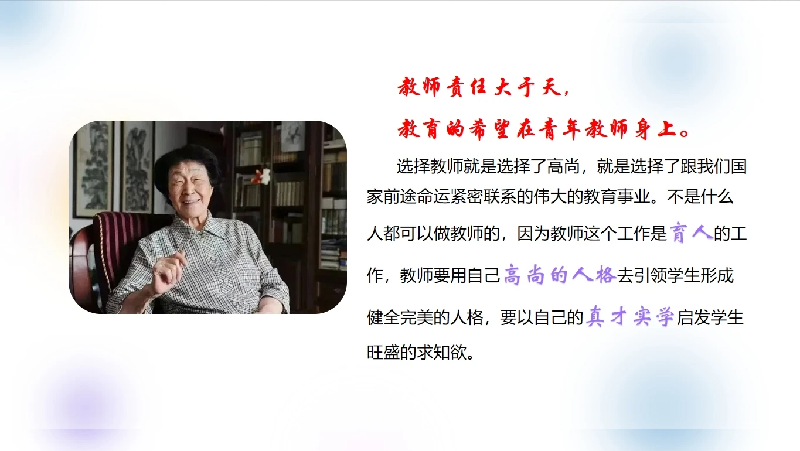 教师责任大于天，
教育的希望在青年教师身上。
选择教师就是选择了高尚，就是选择了跟我们国
家前途命运紧密联系的伟大的教育事业。不是什么
人都可以做教师的，因为教师这个工作是育人的工
作，教师要用自己高尚的人格去引领学生形成
健全完美的人格，要以自己的真才实学启发学生
旺盛的求知欲。